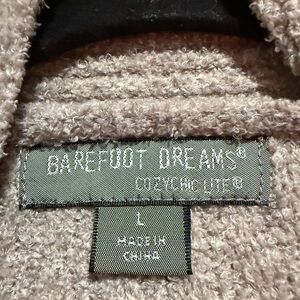 BAREFOOT DREAMS®
COZYCHIC LITE®
L
MADE IN
CHINA